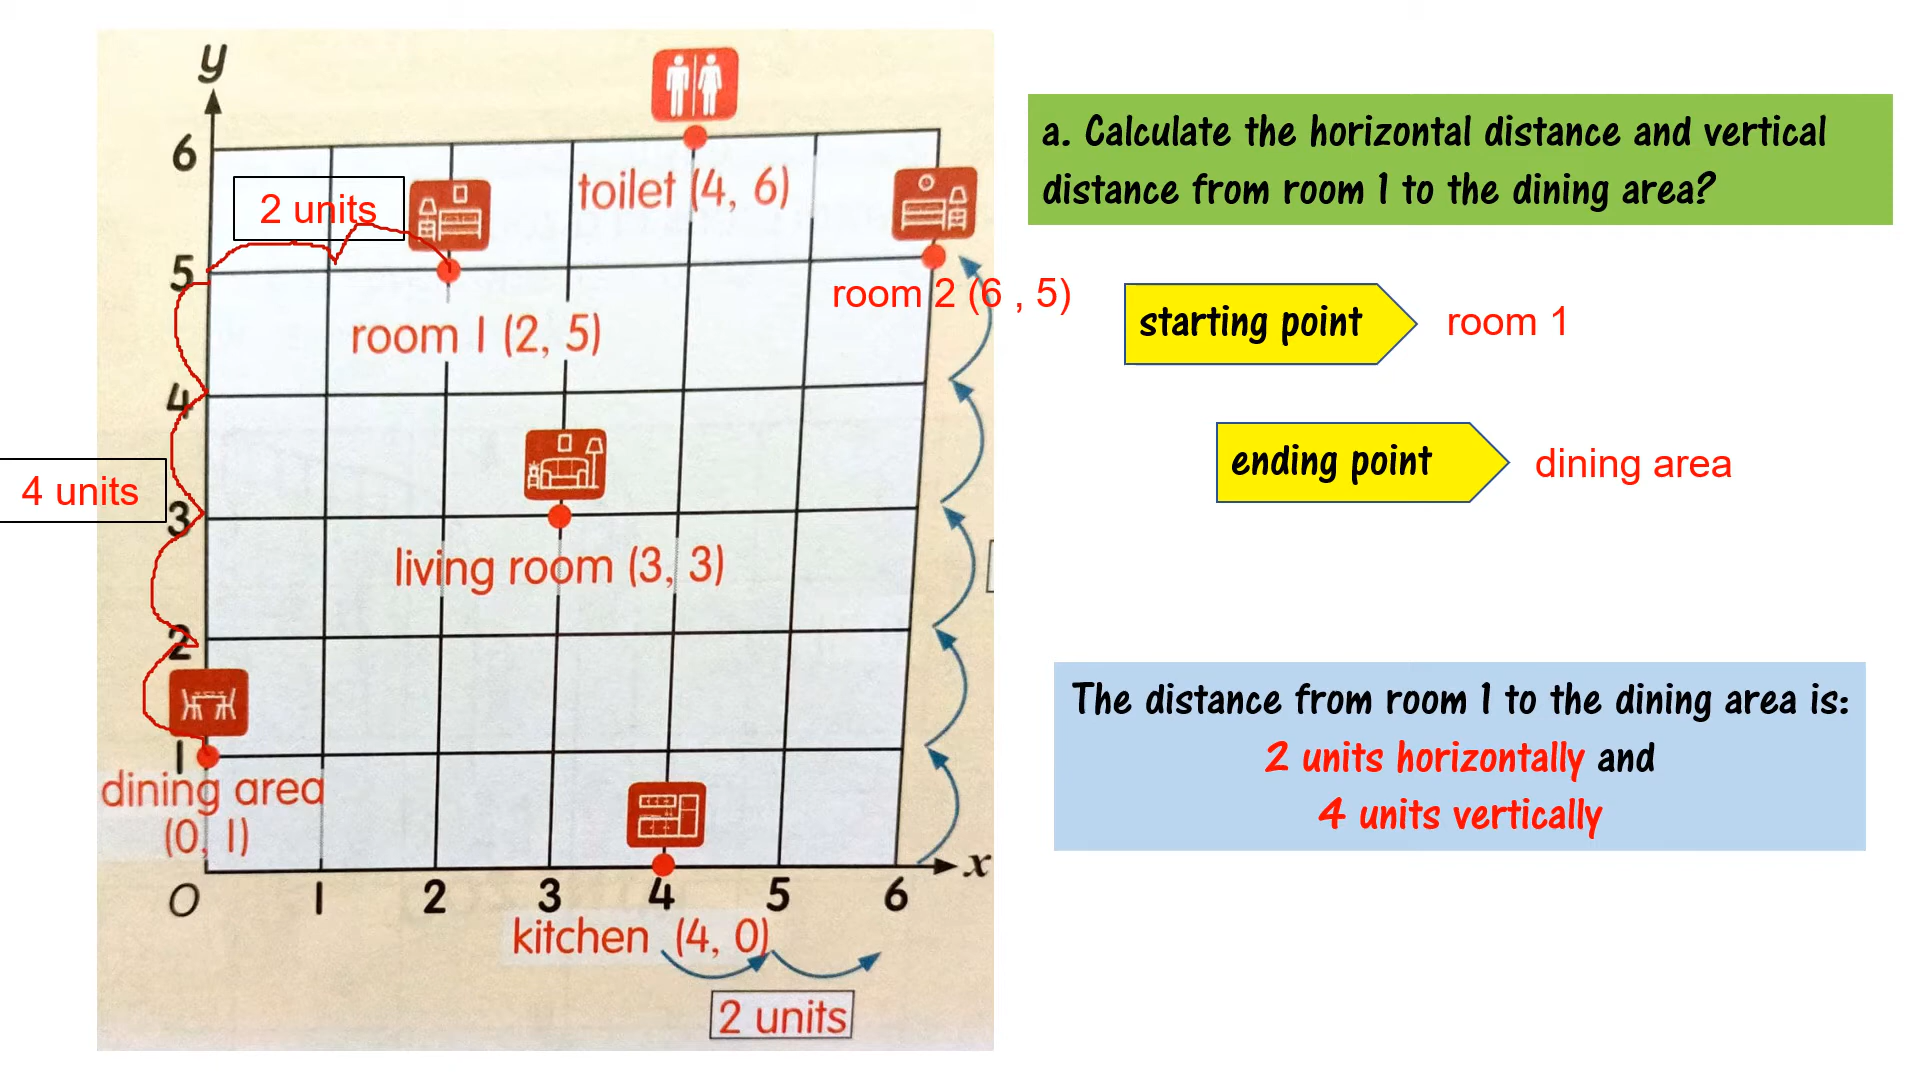 y
6
5
4
3
2
1
O
1 2 3 4 5 6
x
2 units
4 units
toilet (4, 6)
room 2 (6 , 5)
room 1 (2, 5)
living room (3, 3)
dining area
(0, 1)
kitchen (4, 0)
2 units
a. Calculate the horizontal distance and vertical
distance from room 1 to the dining area?
starting point
room 1
ending point
dining area
The distance from room 1 to the dining area is:
2 units horizontally and
4 units vertically